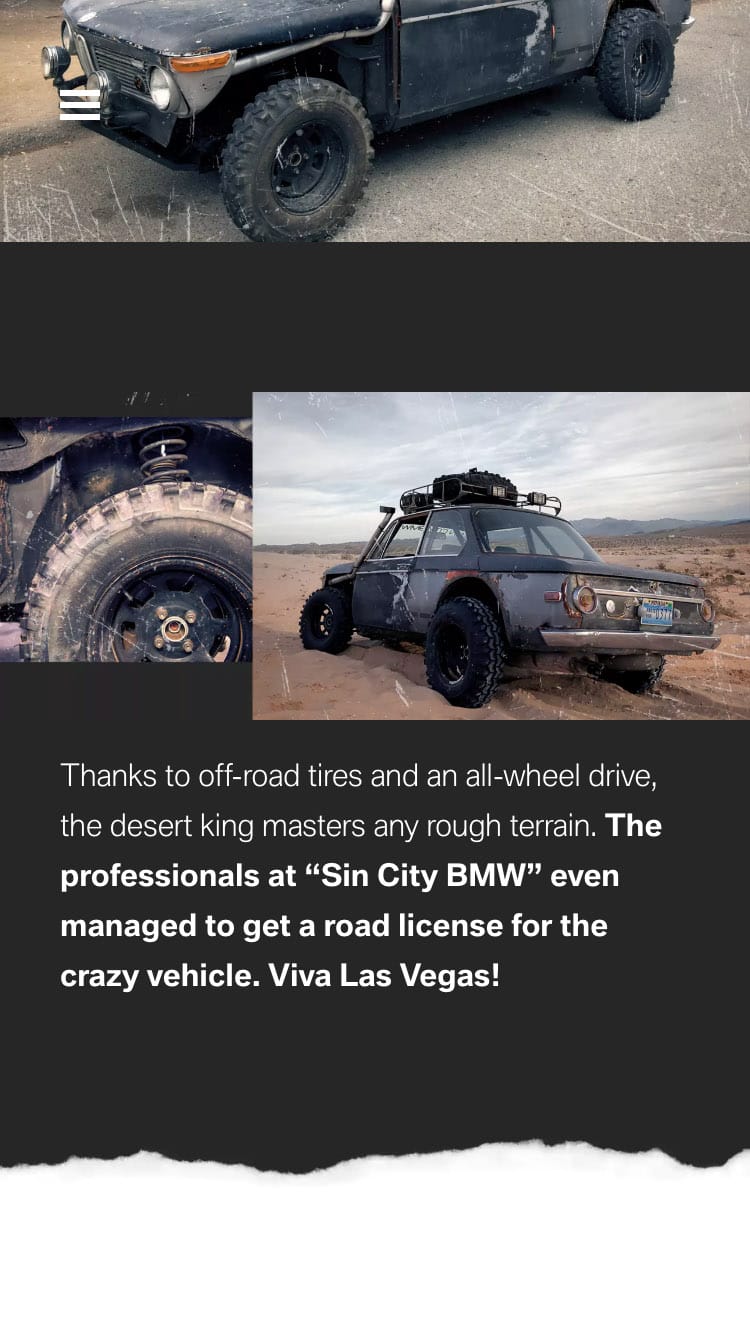 Thanks to off-road tires and an all-wheel drive,
the desert king masters any rough terrain. The
professionals at “Sin City BMW” even
managed to get a road license for the
crazy vehicle. Viva Las Vegas!